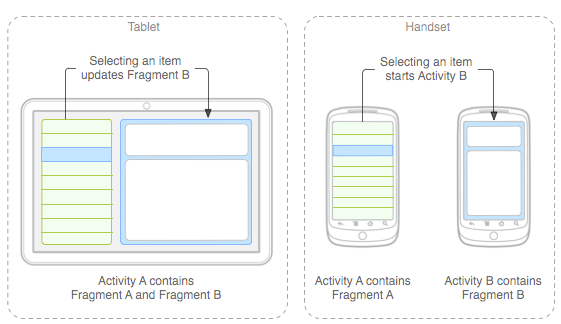 Tablet
Selecting an item
updates Fragment B
Activity A contains
Fragment A and Fragment B
Handset
Selecting an item
starts Activity B
Activity A contains
Fragment A
Activity B contains
Fragment B